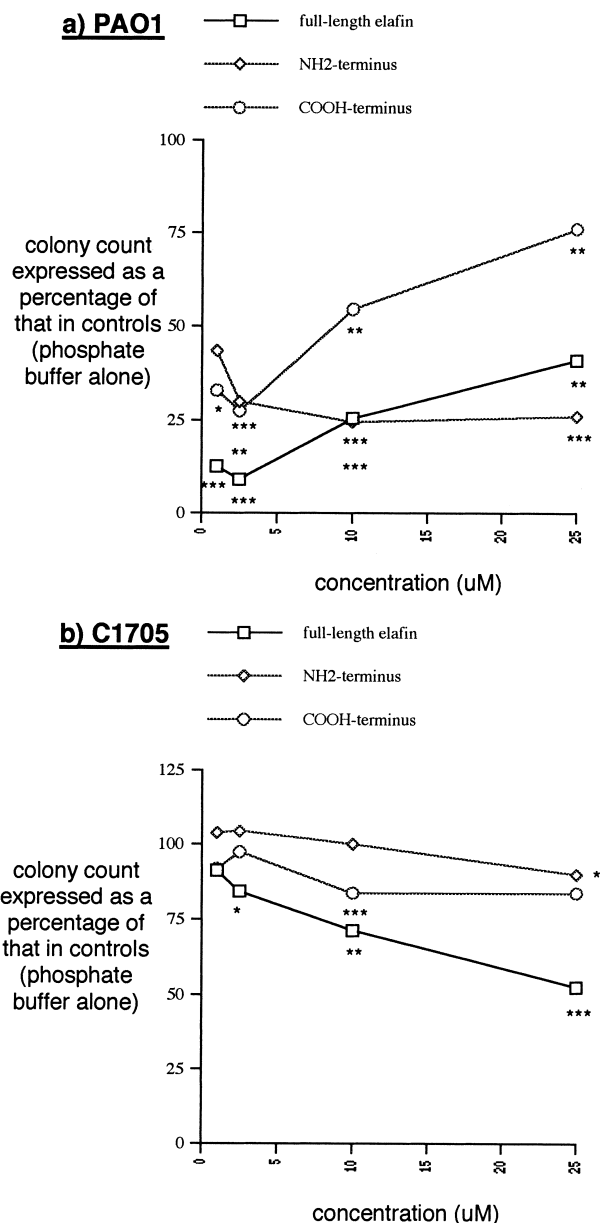 a) PAO1
full-length elafin
NH2-terminus
COOH-terminus
100
75
50
25
0
colony count
expressed as a
percentage of
that in controls
(phosphate
buffer alone)
**
**
*
***
**
**
***
***
***
***
***
0
5
10
15
20
25
concentration (uM)
b) C1705
full-length elafin
NH2-terminus
COOH-terminus
125
100
75
50
25
0
colony count
expressed as a
percentage of
that in controls
(phosphate
buffer alone)
*
*
***
**
***
0
5
10
15
20
25
concentration (uM)